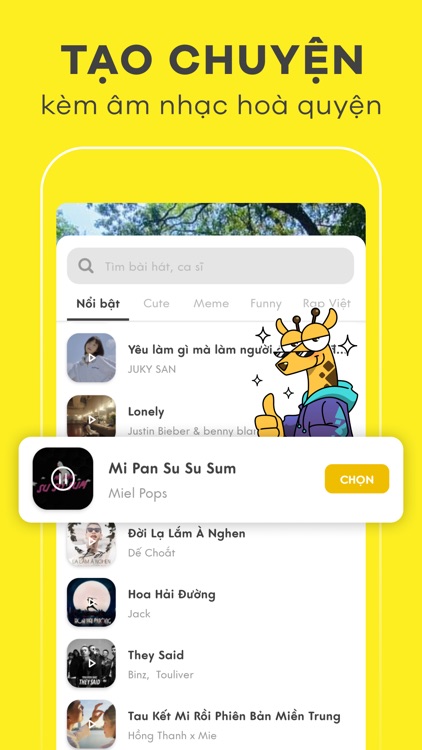 TẠO CHUYỆN
kèm âm nhạc hoà quyện
Tìm bài hát, ca sĩ
Nổi bật Cute Meme Funny Rap Việt
Yêu làm gì mà làm người
JUKY SAN
Lonely
Justin Bieber & benny blan
Mi Pan Su Su Sum
Miel Pops
CHỌN
Đời Lạ Lắm À Nghen
Dế Choắt
Hoa Hải Đường
Jack
They Said
Binz, Touliver
THEY SAID
Tau Kết Mi Rồi Phiên Bản Miền Trung
Hồng Thanh x Mie